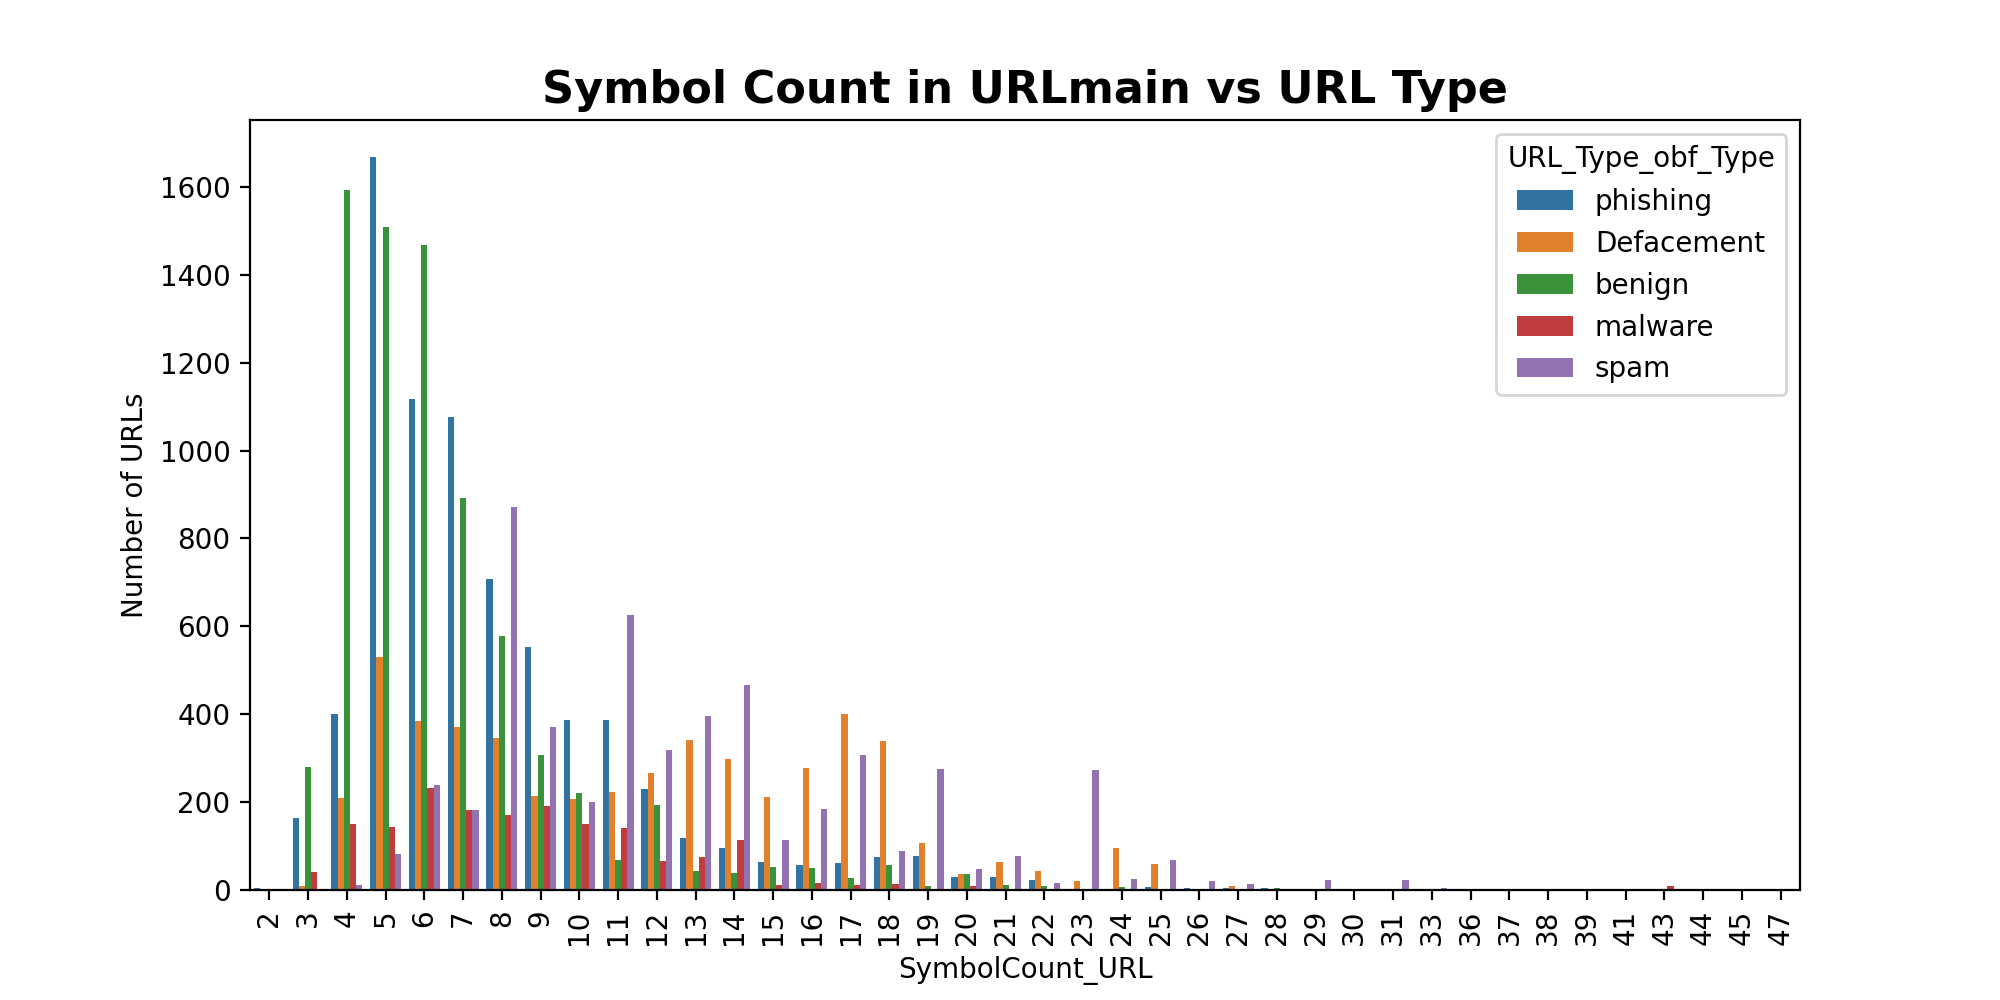 Symbol Count in URLmain vs URL Type
URL_Type_obf_Type
phishing
Defacement
benign
malware
spam
Number of URLs
1600
1400
1200
1000
800
600
400
200
0
2 3 4 5 6 7 8 9 10 11 12 13 14 15 16 17 18 19 20 21 22 23 24 25 26 27 28 29 30 31 33 36 37 38 39 41 43 44 45 47
SymbolCount_URL